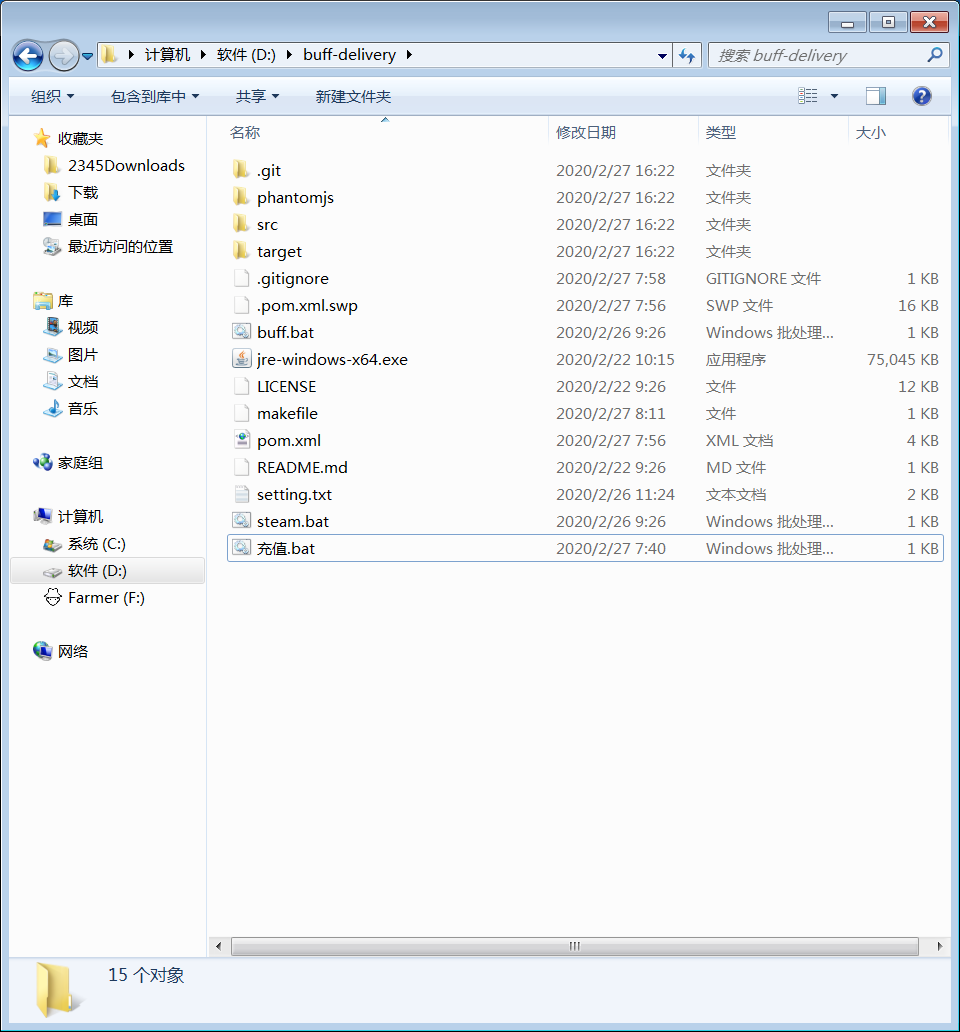 计算机 软件 (D:) buff-delivery 搜索 buff-delivery
组织 包含到库中 共享 新建文件夹
收藏夹
2345Downloads
下载
桌面
最近访问的位置
库
视频
图片
文档
音乐
家庭组
计算机
系统 (C:)
软件 (D:)
Farmer (F:)
网络
名称 修改日期 类型 大小
.git 2020/2/27 16:22 文件夹
phantomjs 2020/2/27 16:22 文件夹
src 2020/2/27 16:22 文件夹
target 2020/2/27 16:22 文件夹
.gitignore 2020/2/27 7:58 GITIGNORE 文件 1 KB
.pom.xml.swp 2020/2/27 7:56 SWP 文件 16 KB
buff.bat 2020/2/26 9:26 Windows 批处理... 1 KB
jre-windows-x64.exe 2020/2/22 10:15 应用程序 75,045 KB
LICENSE 2020/2/22 9:26 文件 12 KB
makefile 2020/2/27 8:11 文件 1 KB
pom.xml 2020/2/27 7:56 XML 文档 4 KB
README.md 2020/2/22 9:26 MD 文件 1 KB
setting.txt 2020/2/26 11:24 文本文档 2 KB
steam.bat 2020/2/26 9:26 Windows 批处理... 1 KB
充值.bat 2020/2/27 7:40 Windows 批处理... 1 KB
15 个对象